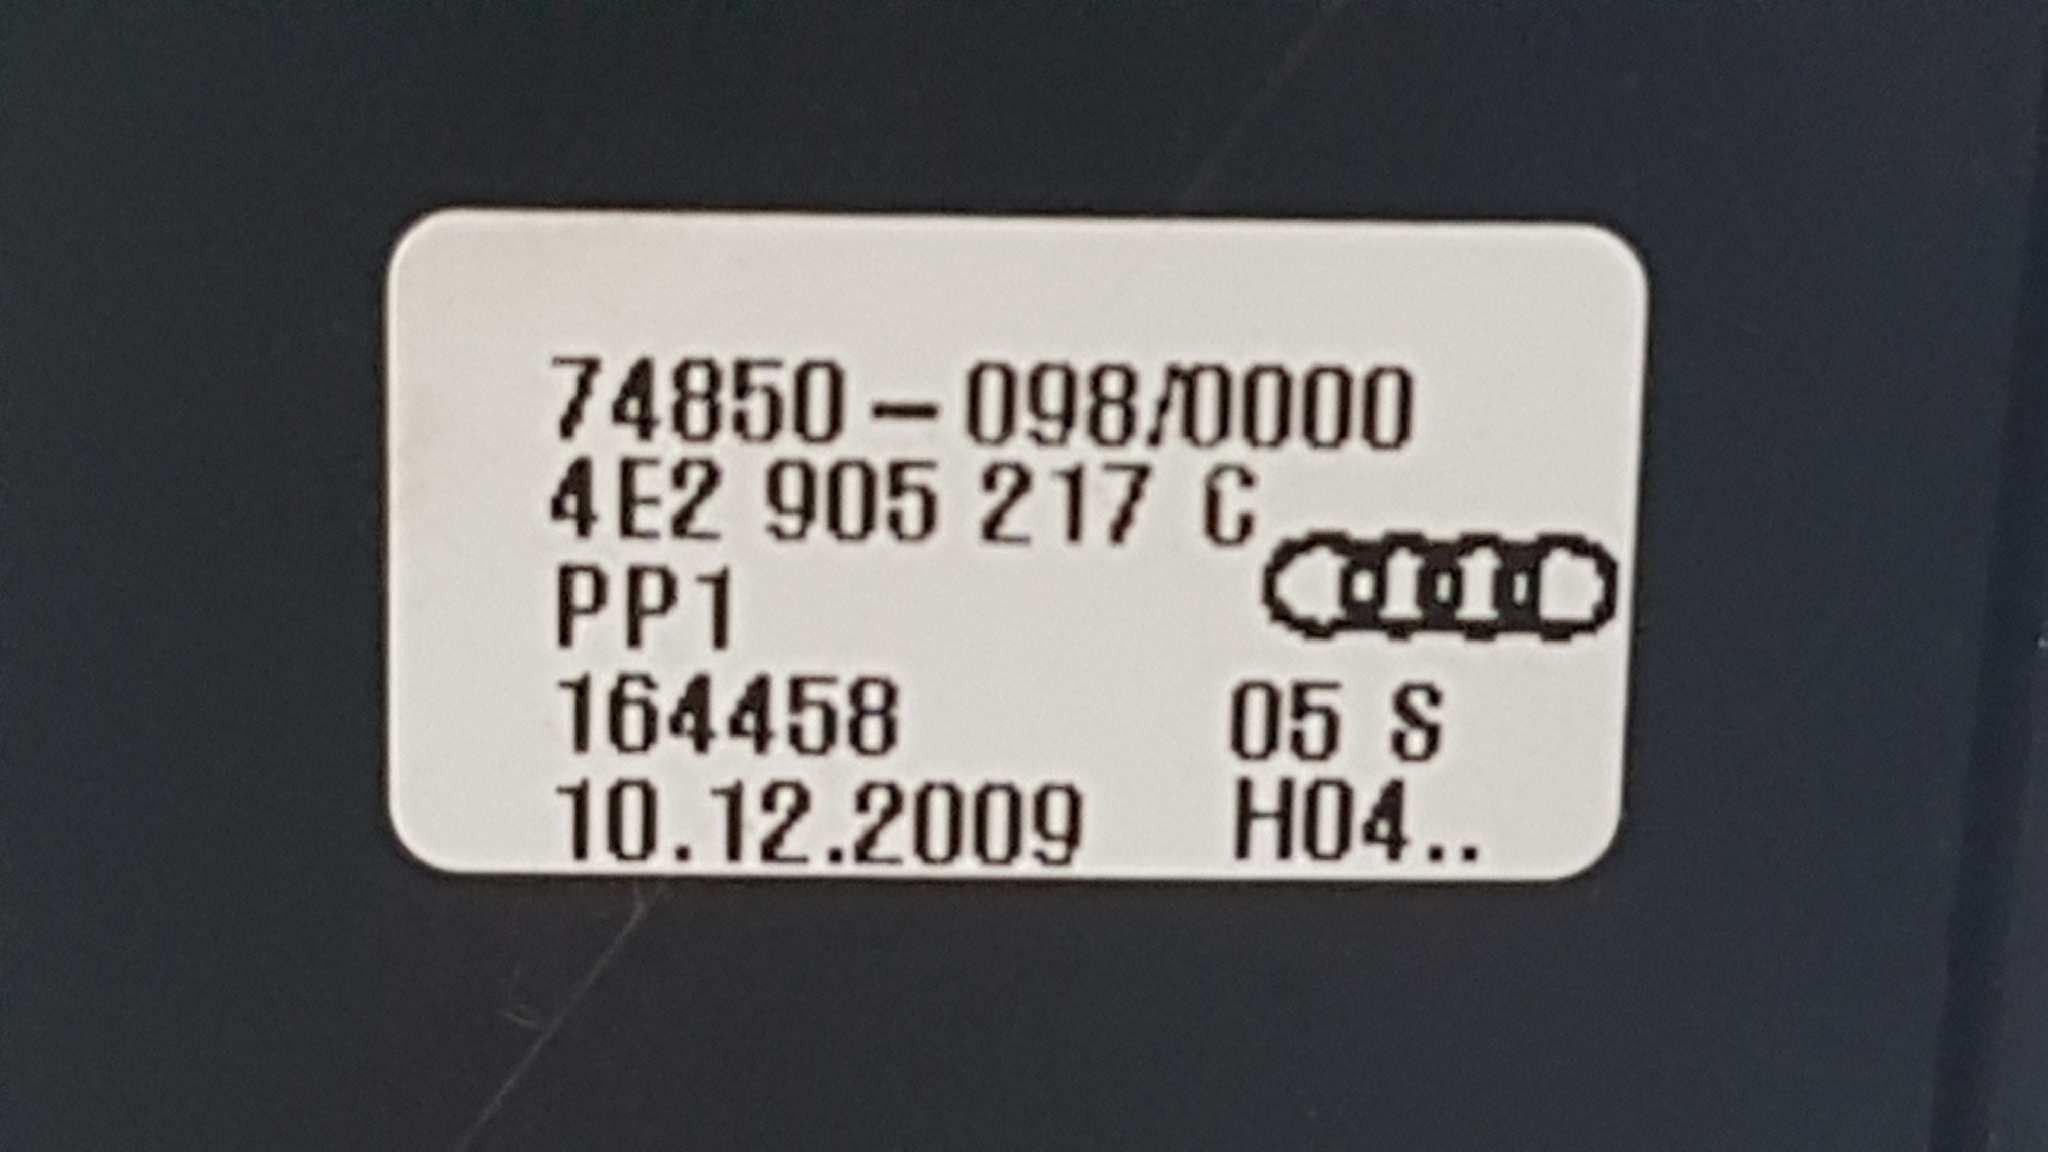 74850-098/0000
4E2 905 217 C
PP1
164458 05 S
10.12.2009 H04..